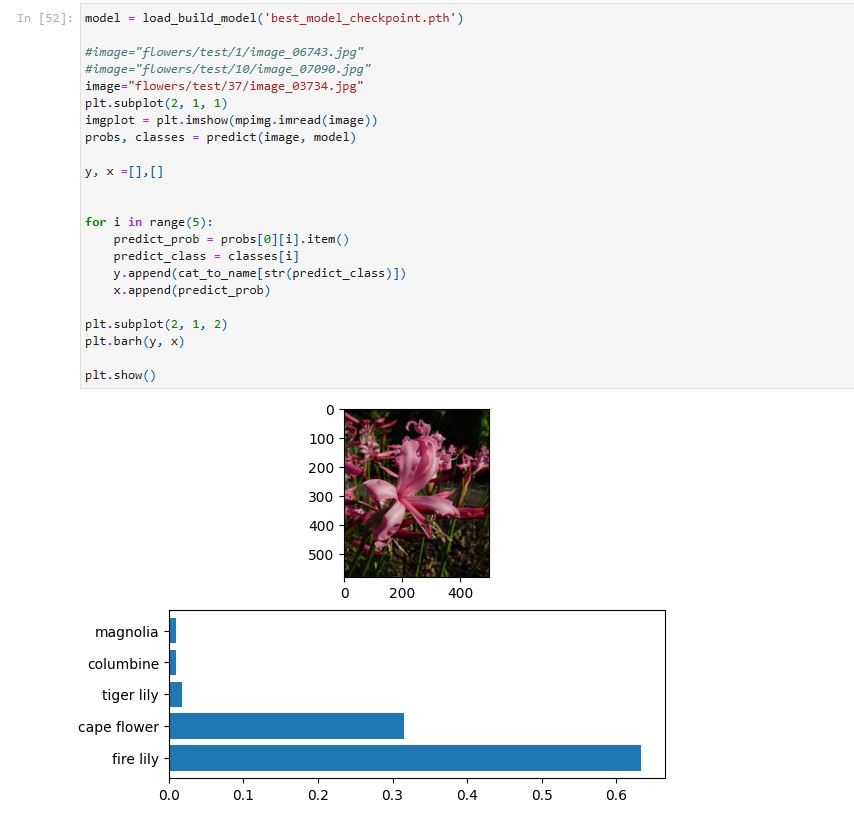 In [52]: model = load_build_model('best_model_checkpoint.pth')
#image="flowers/test/1/image_06743.jpg"
#image="flowers/test/10/image_07090.jpg"
image="flowers/test/37/image_03734.jpg"
plt.subplot(2, 1, 1)
imgplot = plt.imshow(mpimg.imread(image))
probs, classes = predict(image, model)
y, x =[],[]
for i in range(5):
    predict_prob = probs[0][i].item()
    predict_class = classes[i]
    y.append(cat_to_name[str(predict_class)])
    x.append(predict_prob)
plt.subplot(2, 1, 2)
plt.barh(y, x)
plt.show()
0
100
200
300
400
500
0 200 400
magnolia
columbine
tiger lily
cape flower
fire lily
0.0 0.1 0.2 0.3 0.4 0.5 0.6